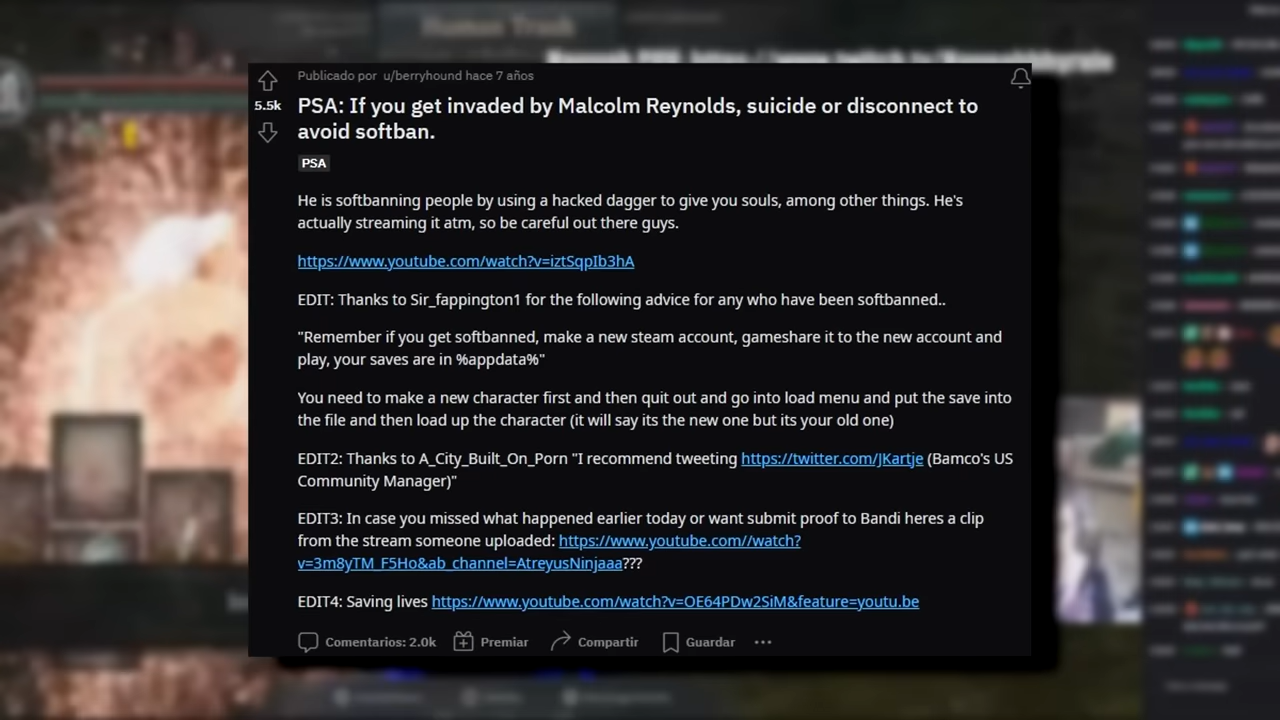 Human Trash
Publicado por u/berryhound hace 7 años
5.5k
PSA: If you get invaded by Malcolm Reynolds, suicide or disconnect to
avoid softban.
PSA
He is softbanning people by using a hacked dagger to give you souls, among other things. He's
actually streaming it atm, so be careful out there guys.
https://www.youtube.com/watch?v=iztSqpIb3hA
EDIT: Thanks to Sir_fappington1 for the following advice for any who have been softbanned..
"Remember if you get softbanned, make a new steam account, gameshare it to the new account and
play, your saves are in %appdata%"
You need to make a new character first and then quit out and go into load menu and put the save into
the file and then load up the character (it will say its the new one but its your old one)
EDIT2: Thanks to A_City_Built_On_Porn "I recommend tweeting https://twitter.com/JKartje (Bamco's US
Community Manager)"
EDIT3: In case you missed what happened earlier today or want submit proof to Bandi heres a clip
from the stream someone uploaded: https://www.youtube.com//watch?
v=3m8yTM_F5Ho&ab_channel=AtreyusNinjaaa???
EDIT4: Saving lives https://www.youtube.com/watch?v=OE64PDw2SiM&feature=youtu.be
Comentarios: 2.0k Premiar Compartir Guardar ...